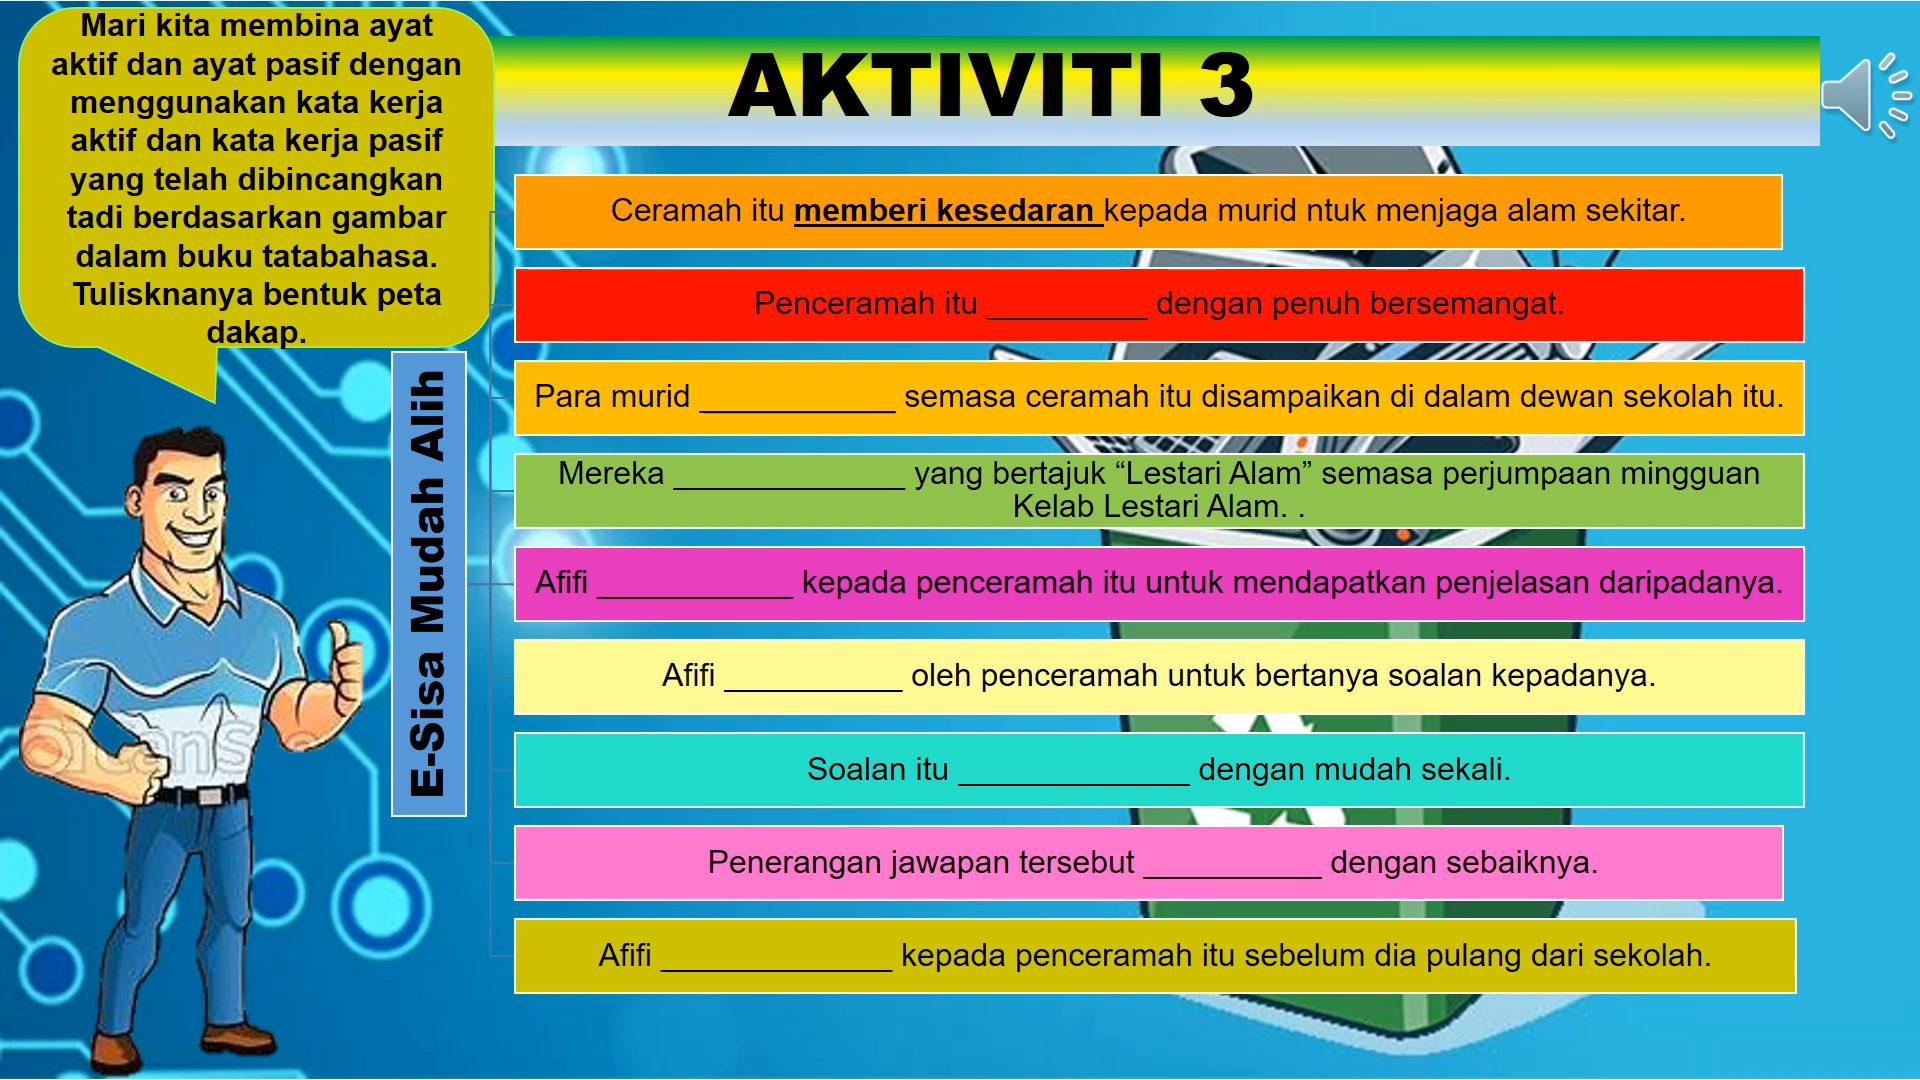 Mari kita membina ayat
aktif dan ayat pasif dengan
menggunakan kata kerja
aktif dan kata kerja pasif
yang telah dibincangkan
tadi berdasarkan gambar
dalam buku tatabahasa.
Tulisknanya bentuk peta
dakap.
AKTIVITI 3
E-Sisa Mudah Alih
Ceramah itu memberi kesedaran kepada murid ntuk menjaga alam sekitar.
Penceramah itu _________ dengan penuh bersemangat.
Para murid ___________ semasa ceramah itu disampaikan di dalam dewan sekolah itu.
Mereka _____________ yang bertajuk “Lestari Alam” semasa perjumpaan mingguan
Kelab Lestari Alam. .
Afifi ___________ kepada penceramah itu untuk mendapatkan penjelasan daripadanya.
Afifi __________ oleh penceramah untuk bertanya soalan kepadanya.
Soalan itu _____________ dengan mudah sekali.
Penerangan jawapan tersebut __________ dengan sebaiknya.
Afifi _____________ kepada penceramah itu sebelum dia pulang dari sekolah.